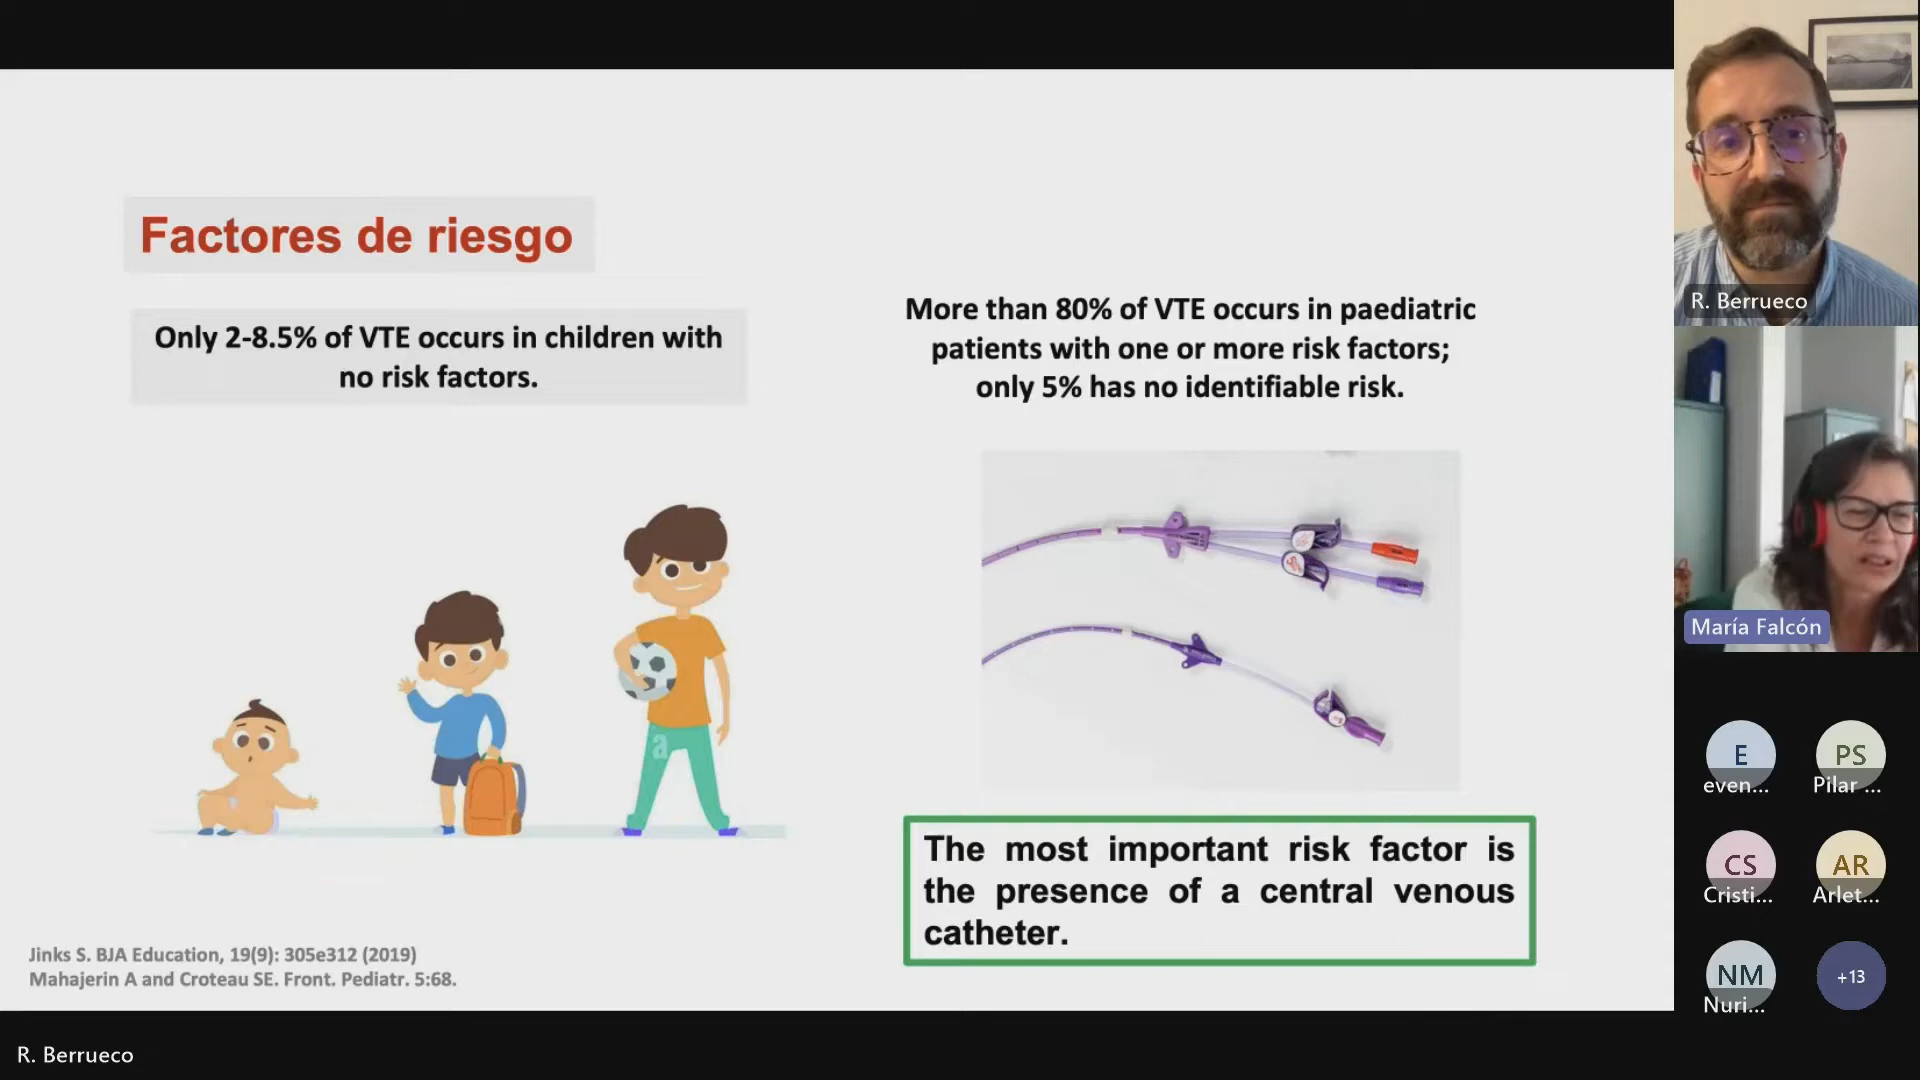 Factores de riesgo
Only 2-8.5% of VTE occurs in children with
no risk factors.
More than 80% of VTE occurs in paediatric
patients with one or more risk factors;
only 5% has no identifiable risk.
a
The most important risk factor is
the presence of a central venous
catheter.
Jinks S. BJA Education, 19(9): 305e312 (2019)
Mahajerin A and Croteau SE. Front. Pediatr. 5:68.
R. Berrueco
R. Berrueco
María Falcón
E
even...
PS
Pilar ...
CS
Cristi...
AR
Arlet...
NM
Nuri...
+13